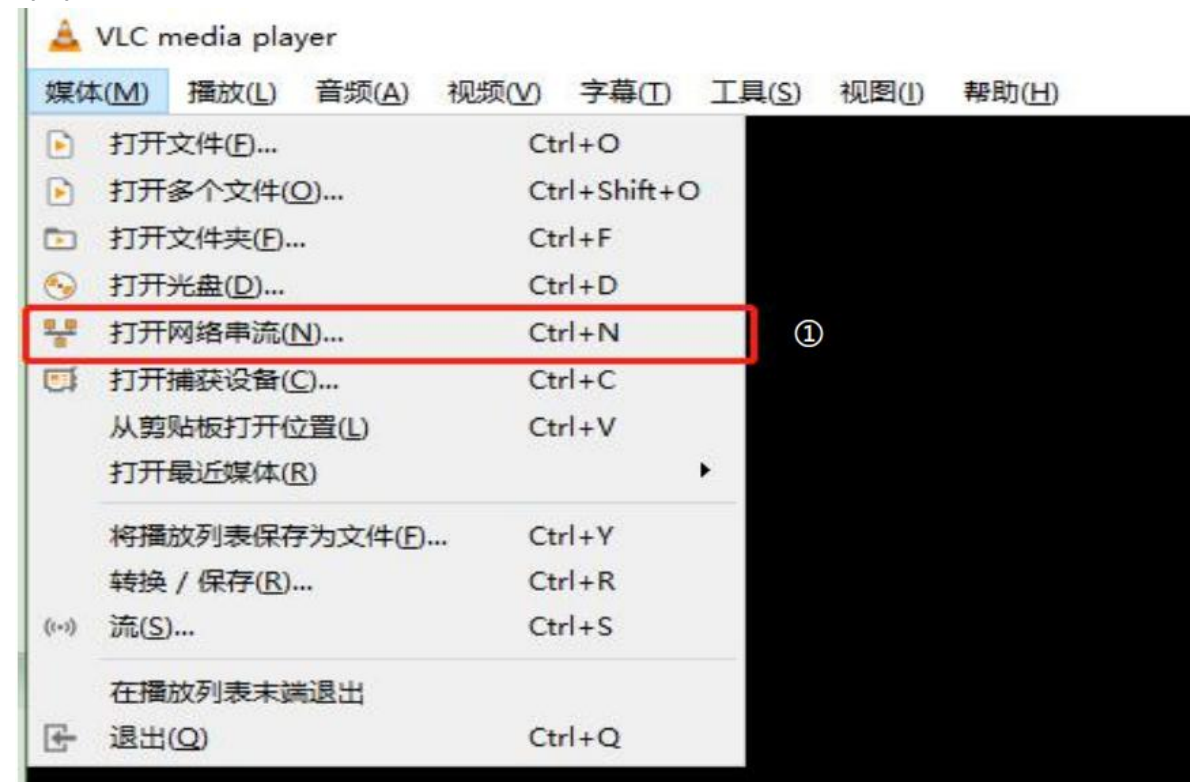 VLC media player
媒体(M) 播放(L) 音频(A) 视频(V) 字幕(T) 工具(S) 视图(I) 帮助(H)
打开文件(F)... Ctrl+O
打开多个文件(O)... Ctrl+Shift+O
打开文件夹(F)... Ctrl+F
打开光盘(D)... Ctrl+D
打开网络串流(N)... Ctrl+N ①
打开捕获设备(C)... Ctrl+C
从剪贴板打开位置(L) Ctrl+V
打开最近媒体(R)
将播放列表保存为文件(F)... Ctrl+Y
转换 / 保存(R)... Ctrl+R
流(S)... Ctrl+S
在播放列表末端退出
退出(Q) Ctrl+Q